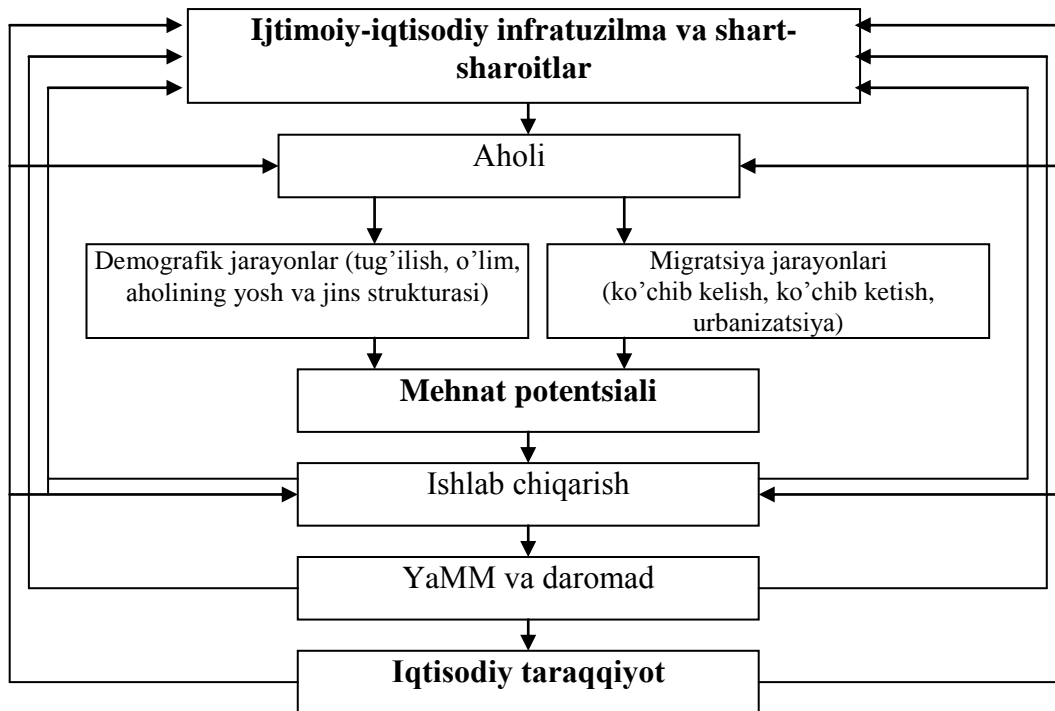 Ijtimoiy-iqtisodiy infratuzilma va shart-
sharoitlar
Aholi
Demografik jarayonlar (tug’ilish, o’lim,
aholining yosh va jins strukturasi)
Migratsiya jarayonlari
(ko’chib kelish, ko’chib ketish,
urbanizatsiya)
Mehnat potentsiali
Ishlab chiqarish
YaMM va daromad
Iqtisodiy taraqqiyot